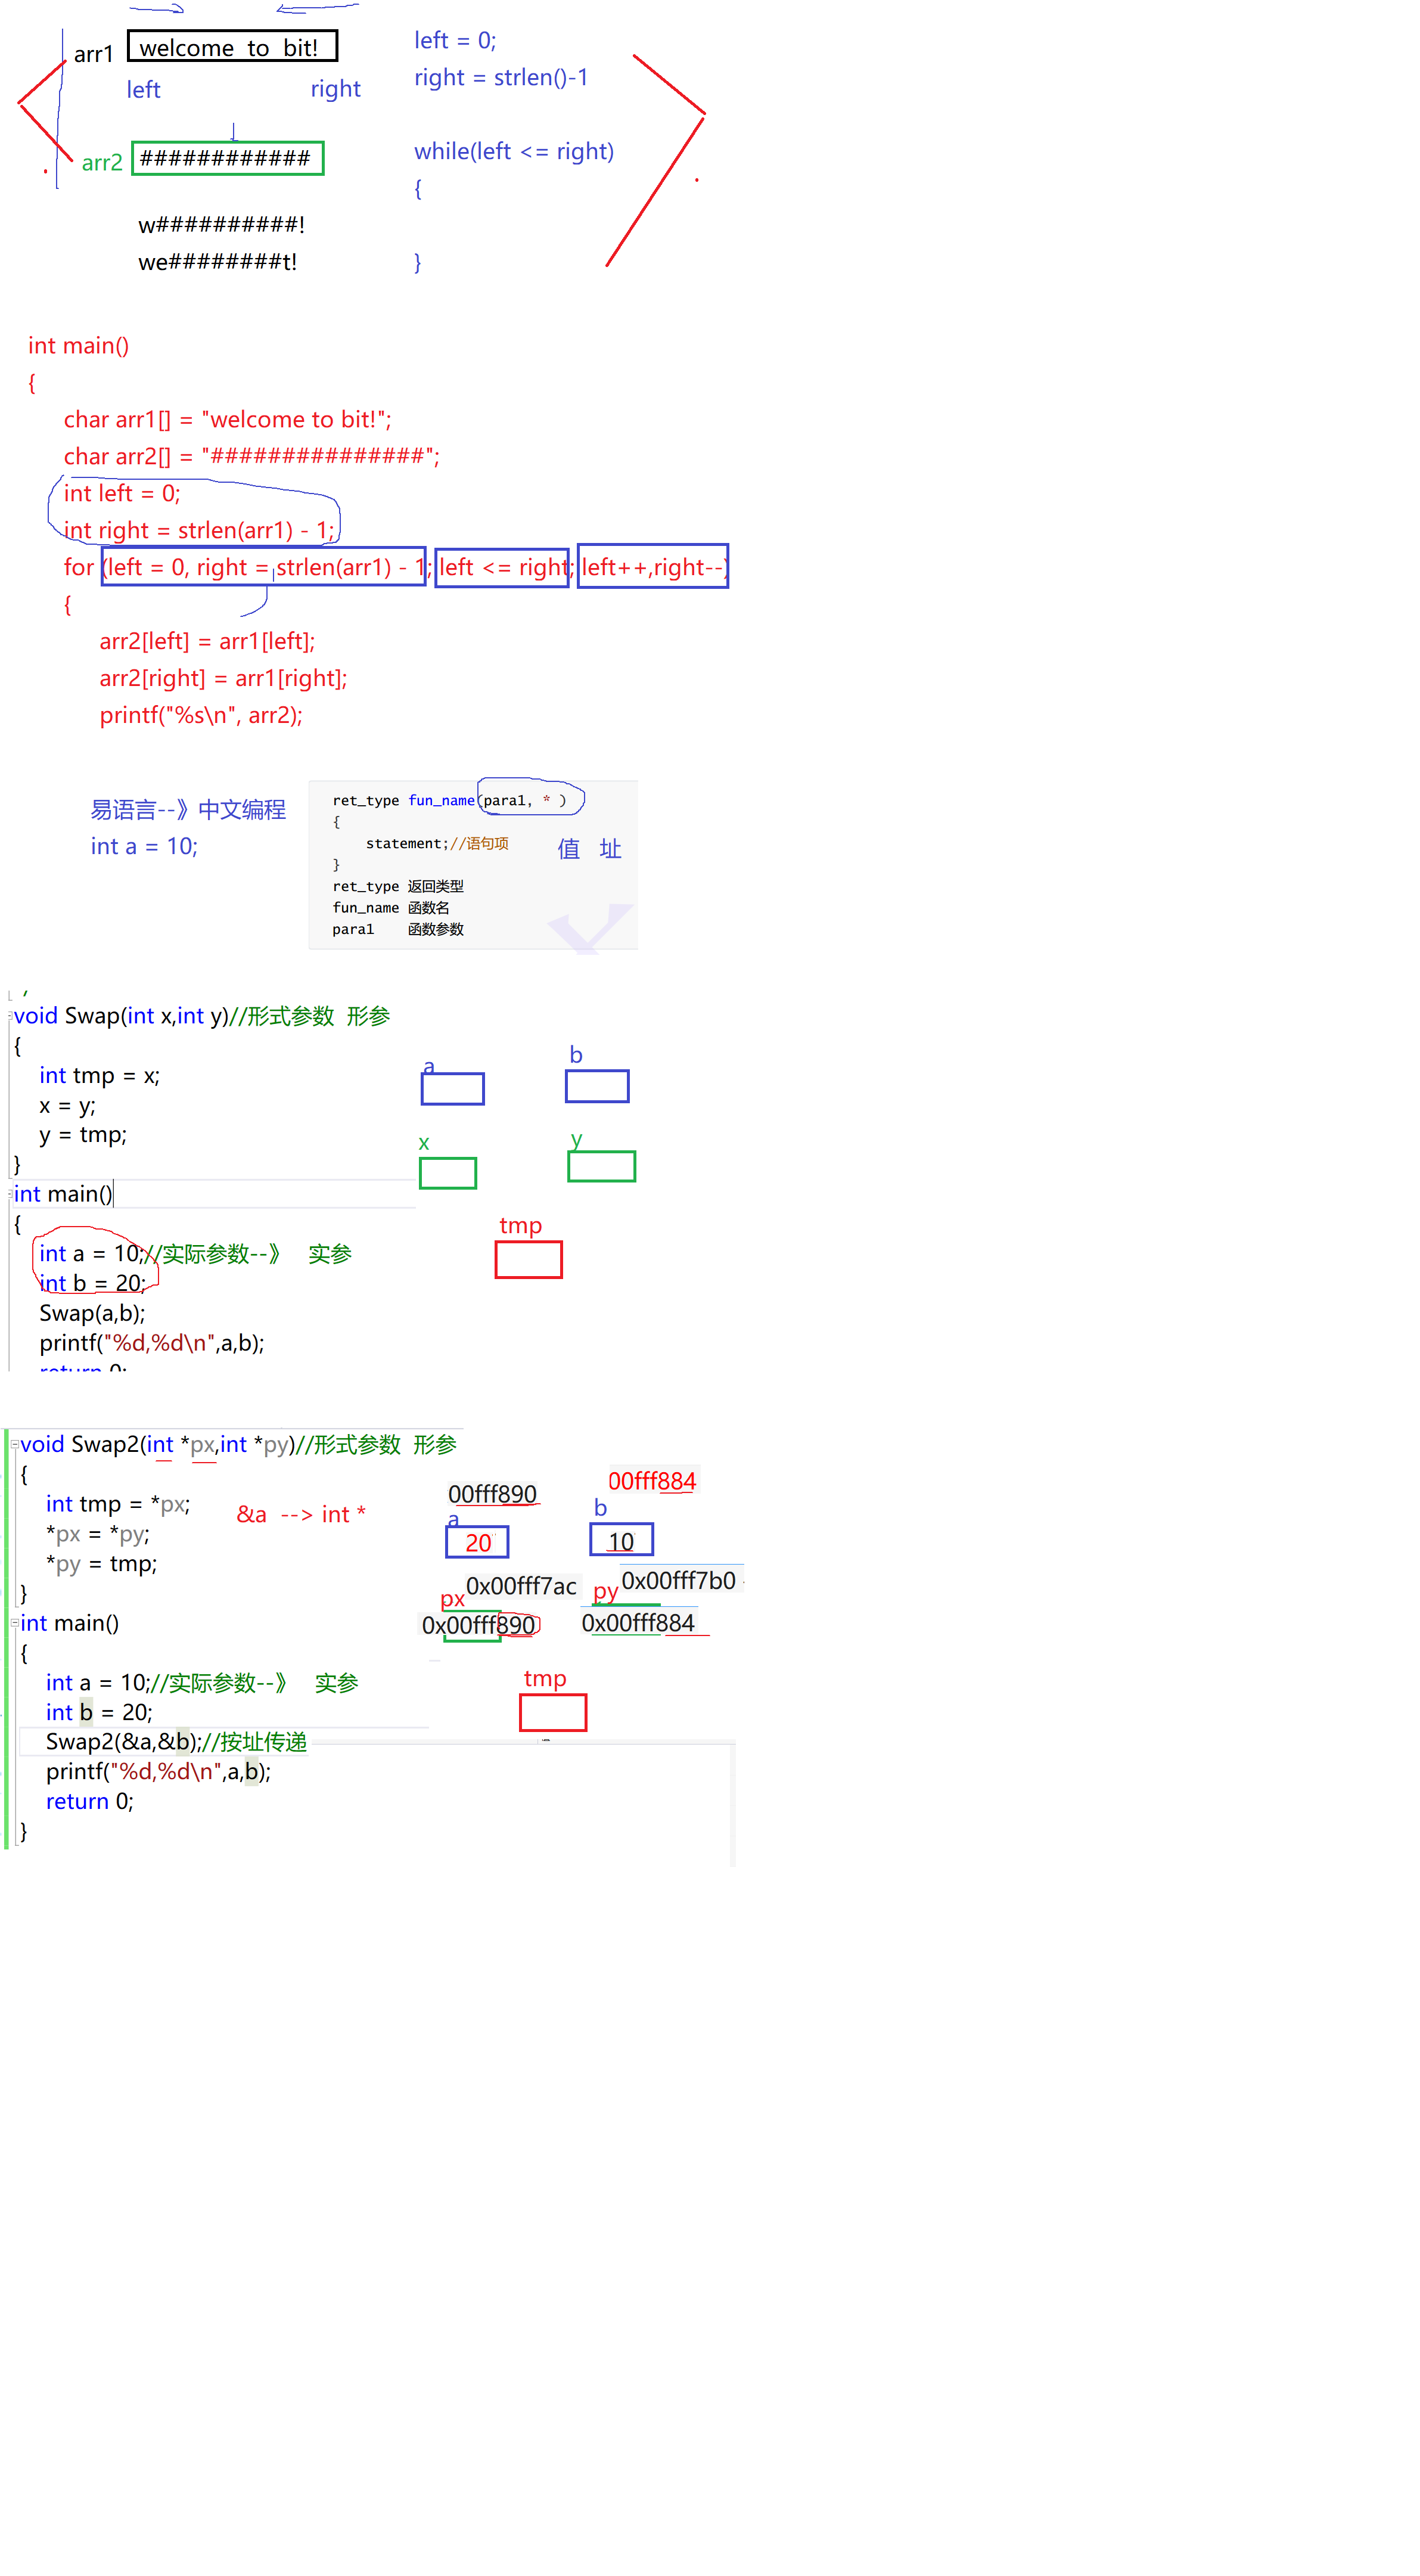 arr1 welcome to bit!
left right
arr2 ############
w##########!
we########t!
left = 0;
right = strlen()-1
while(left <= right)
{
}
int main()
{
char arr1[] = "welcome to bit!";
char arr2[] = "###############";
int left = 0;
int right = strlen(arr1) - 1;
for (left = 0, right = strlen(arr1) - 1; left <= right; left++,right--)
{
arr2[left] = arr1[left];
arr2[right] = arr1[right];
printf("%s\n", arr2);
易语言--》中文编程
int a = 10;
ret_type fun_name(para1, * )
{
statement;//语句项
}
ret_type 返回类型
fun_name 函数名
para1 函数参数
值 址
void Swap(int x,int y)//形式参数 形参
{
int tmp = x;
x = y;
y = tmp;
}
int main()
{
int a = 10;//实际参数--》 实参
int b = 20;
Swap(a,b);
printf("%d,%d\n",a,b);
return 0;
a b
x y
tmp
void Swap2(int *px,int *py)//形式参数 形参
{
int tmp = *px;
*px = *py;
*py = tmp;
}
int main()
{
int a = 10;//实际参数--》 实参
int b = 20;
Swap2(&a,&b);//按址传递
printf("%d,%d\n",a,b);
return 0;
}
&a --> int *
00fff890 00fff884
a b
20 10
px 0x00fff7ac py 0x00fff7b0
0x00fff890 0x00fff884
tmp